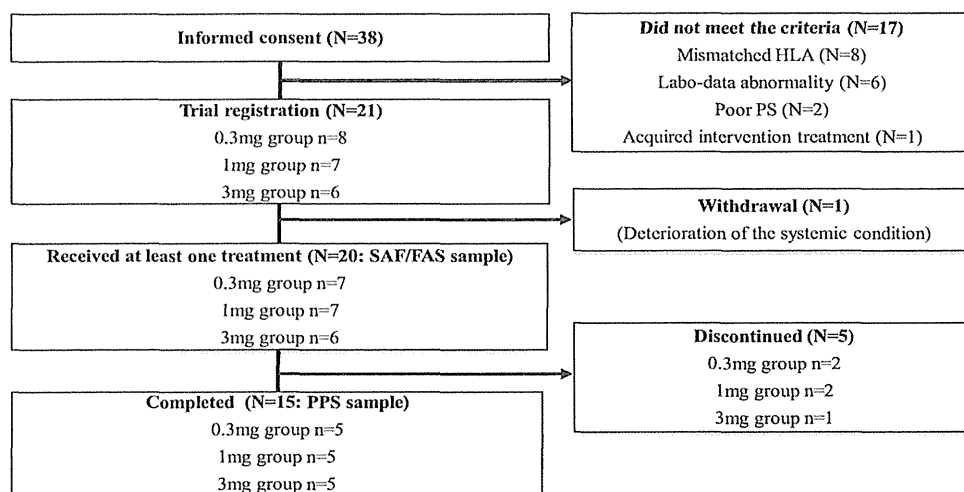 Informed consent (N=38)
Did not meet the criteria (N=17)
Mismatched HLA (N=8)
Labo-data abnormality (N=6)
Poor PS (N=2)
Acquired intervention treatment (N=1)
Trial registration (N=21)
0.3mg group n=8
1mg group n=7
3mg group n=6
Withdrawal (N=1)
(Deterioration of the systemic condition)
Received at least one treatment (N=20: SAF/FAS sample)
0.3mg group n=7
1mg group n=7
3mg group n=6
Discontinued (N=5)
0.3mg group n=2
1mg group n=2
3mg group n=1
Completed (N=15: PPS sample)
0.3mg group n=5
1mg group n=5
3mg group n=5